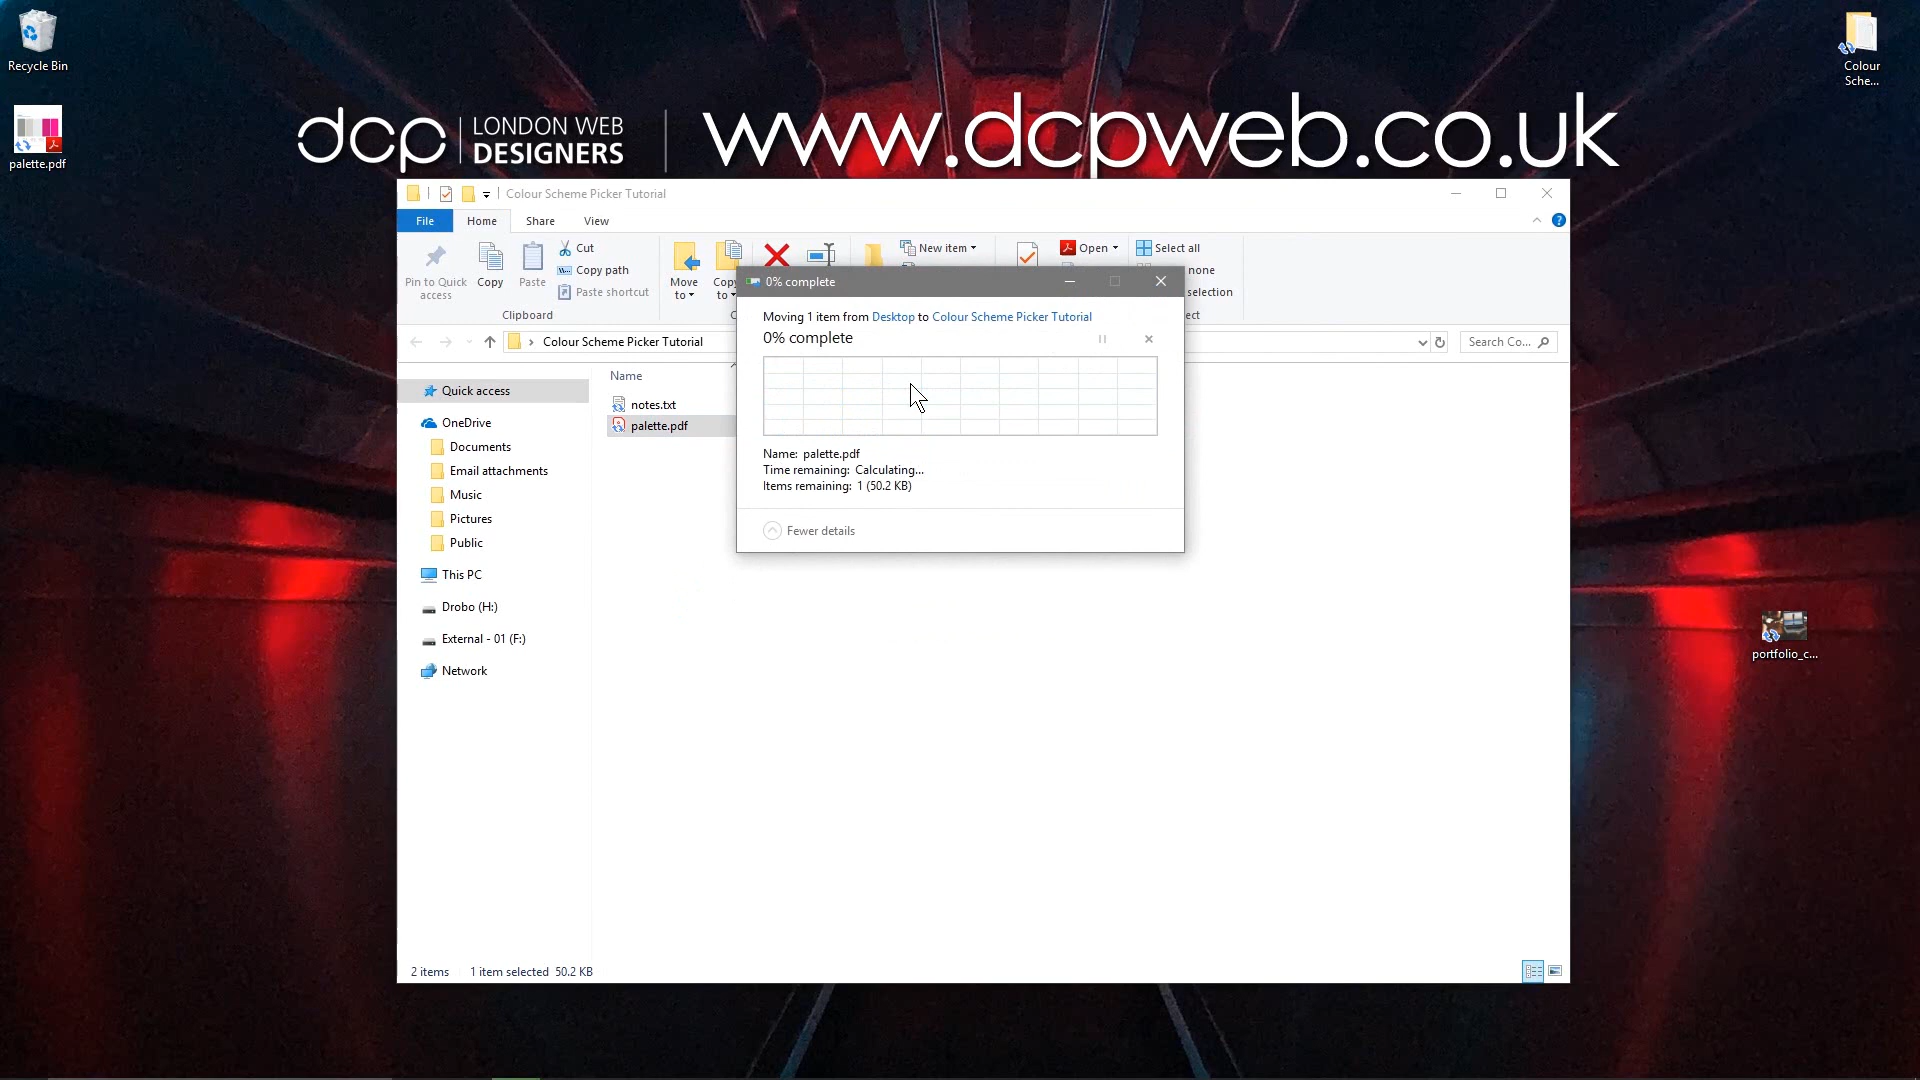 Recycle Bin
palette.pdf
Colour
Sche...
portfolio_c...
dcp LONDON WEB
DESIGNERS
www.dcpweb.co.uk
Colour Scheme Picker Tutorial
File Home Share View
Pin to Quick
access
Copy
Paste
Cut
Copy path
Paste shortcut
Clipboard
Move
to
Copy
to
New item
Open
Select all
none
selection
ect
Colour Scheme Picker Tutorial
Search Co...
Quick access
OneDrive
Documents
Email attachments
Music
Pictures
Public
This PC
Drobo (H:)
External - 01 (F:)
Network
Name
notes.txt
palette.pdf
0% complete
Moving 1 item from Desktop to Colour Scheme Picker Tutorial
0% complete
Name: palette.pdf
Time remaining: Calculating...
Items remaining: 1 (50.2 KB)
Fewer details
2 items 1 item selected 50.2 KB